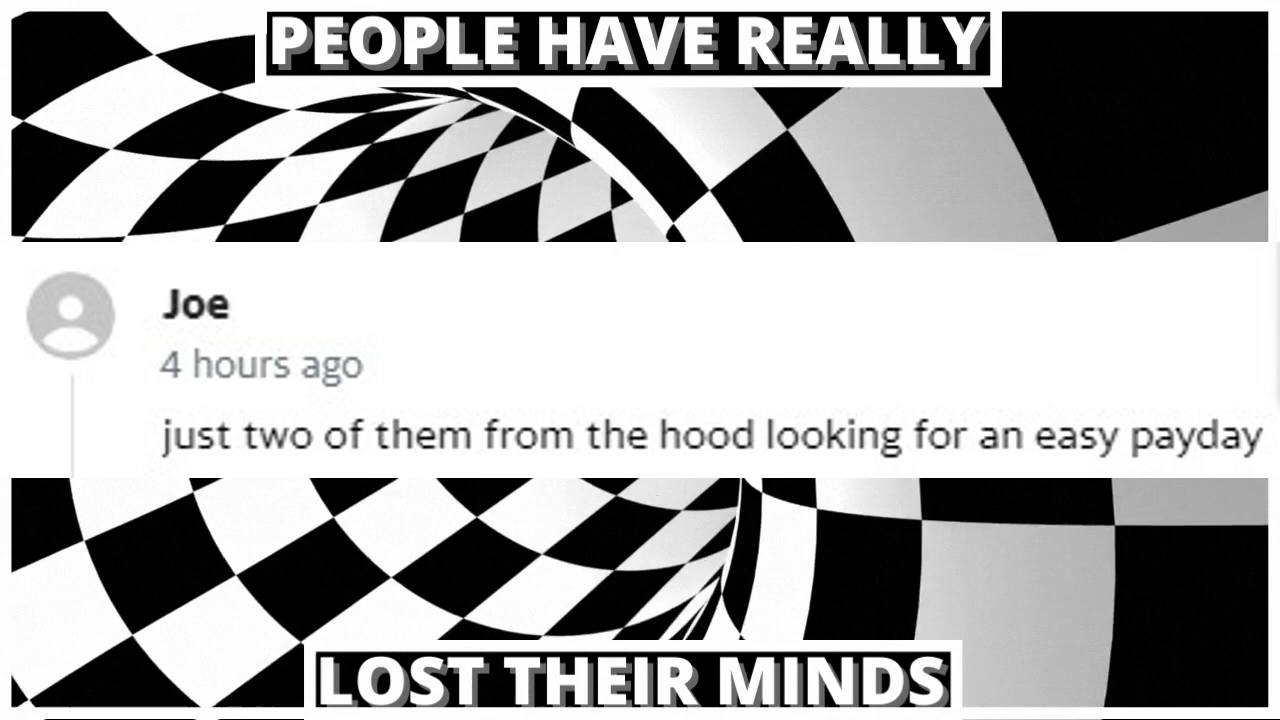 PEOPLE HAVE REALLY
Joe
4 hours ago
just two of them from the hood looking for an easy payday
LOST THEIR MINDS